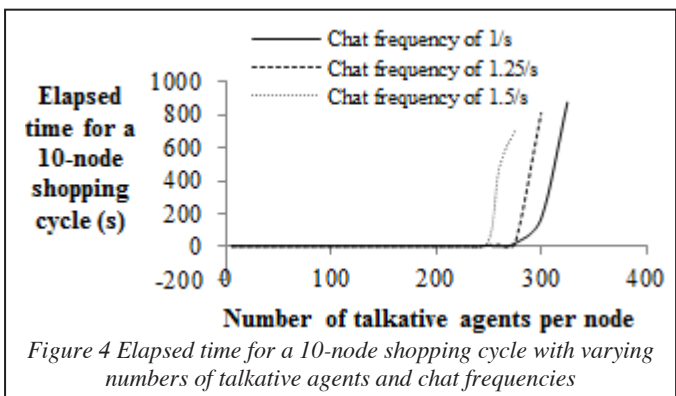 Chat frequency of 1/s
Chat frequency of 1.25/s
Chat frequency of 1.5/s
Elapsed
time for a
10-node
shopping
cycle (s)
1000
800
600
400
200
0
-200
0 100 200 300 400
Number of talkative agents per node
Figure 4 Elapsed time for a 10-node shopping cycle with varying
numbers of talkative agents and chat frequencies